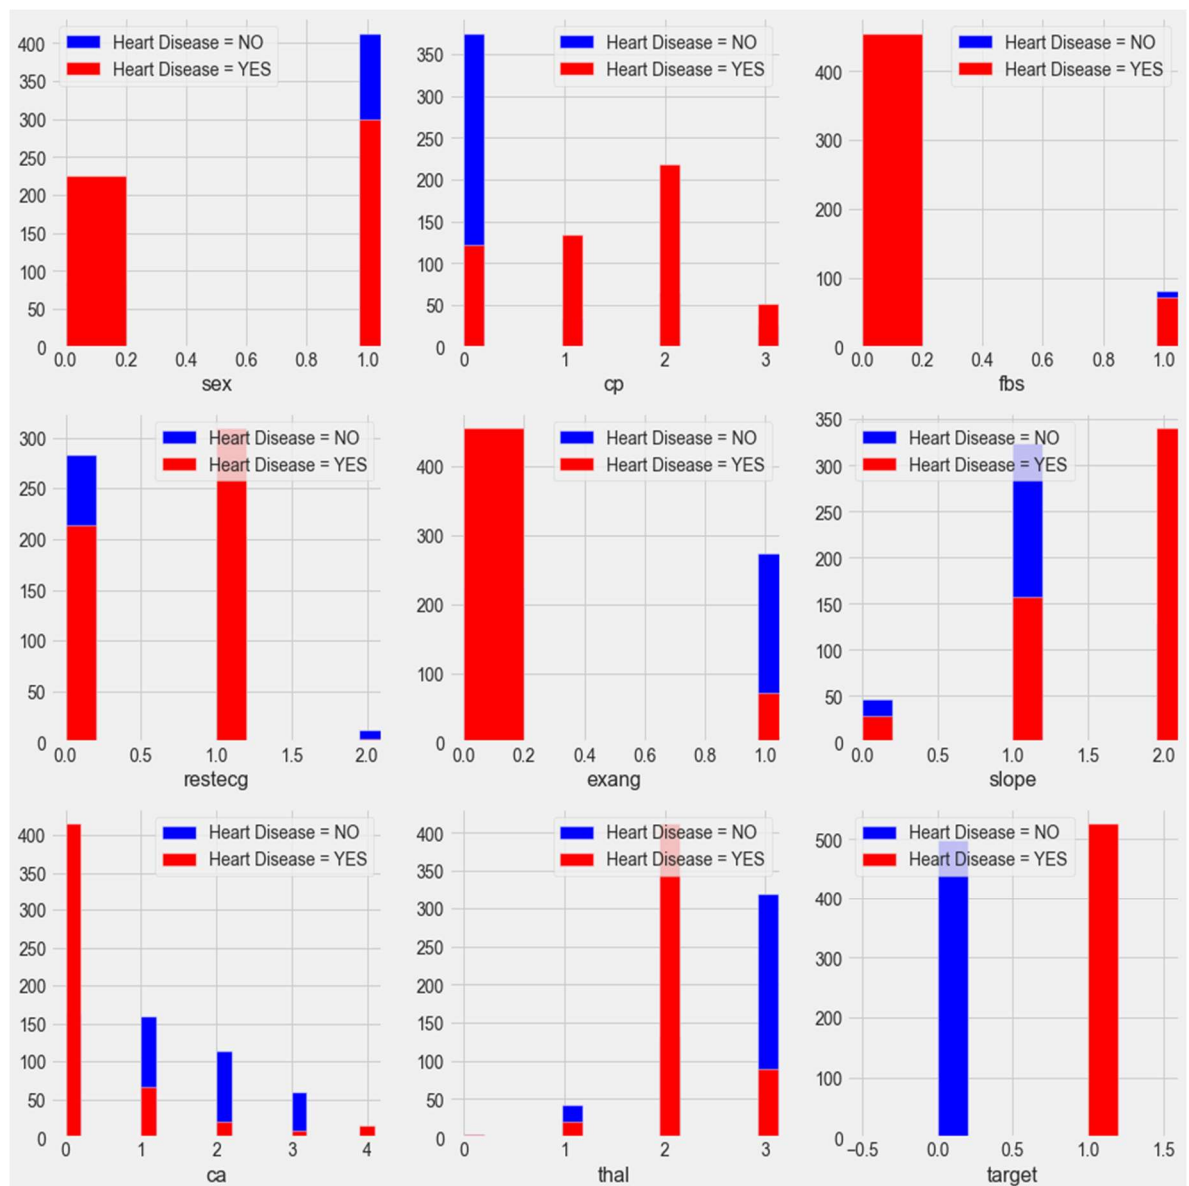 400
350
300
250
200
150
100
50
0
Heart Disease = NO
Heart Disease = YES
0.0 0.2 0.4 0.6 0.8 1.0
sex
350
300
250
200
150
100
50
0
Heart Disease = NO
Heart Disease = YES
0 1 2 3
cp
400
300
200
100
0
Heart Disease = NO
Heart Disease = YES
0.0 0.2 0.4 0.6 0.8 1.0
fbs
300
250
200
150
100
50
0
Heart Disease = NO
Heart Disease = YES
0.0 0.5 1.0 1.5 2.0
restecg
400
300
200
100
0
Heart Disease = NO
Heart Disease = YES
0.0 0.2 0.4 0.6 0.8 1.0
exang
350
300
250
200
150
100
50
0
Heart Disease = NO
Heart Disease = YES
0.0 0.5 1.0 1.5 2.0
slope
400
350
300
250
200
150
100
50
0
Heart Disease = NO
Heart Disease = YES
0 1 2 3 4
ca
400
350
300
250
200
150
100
50
0
Heart Disease = NO
Heart Disease = YES
0 1 2 3
thal
500
400
300
200
100
0
Heart Disease = NO
Heart Disease = YES
−0.5 0.0 0.5 1.0 1.5
target